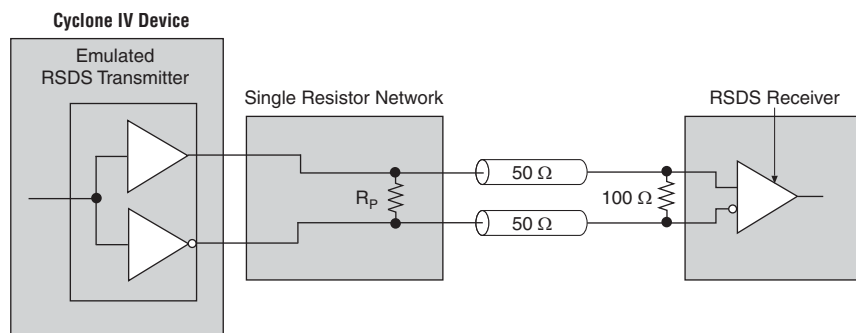 Cyclone IV Device
Emulated
RSDS Transmitter
Single Resistor Network
RSDS Receiver
50 Ω
RP
100 Ω
50 Ω